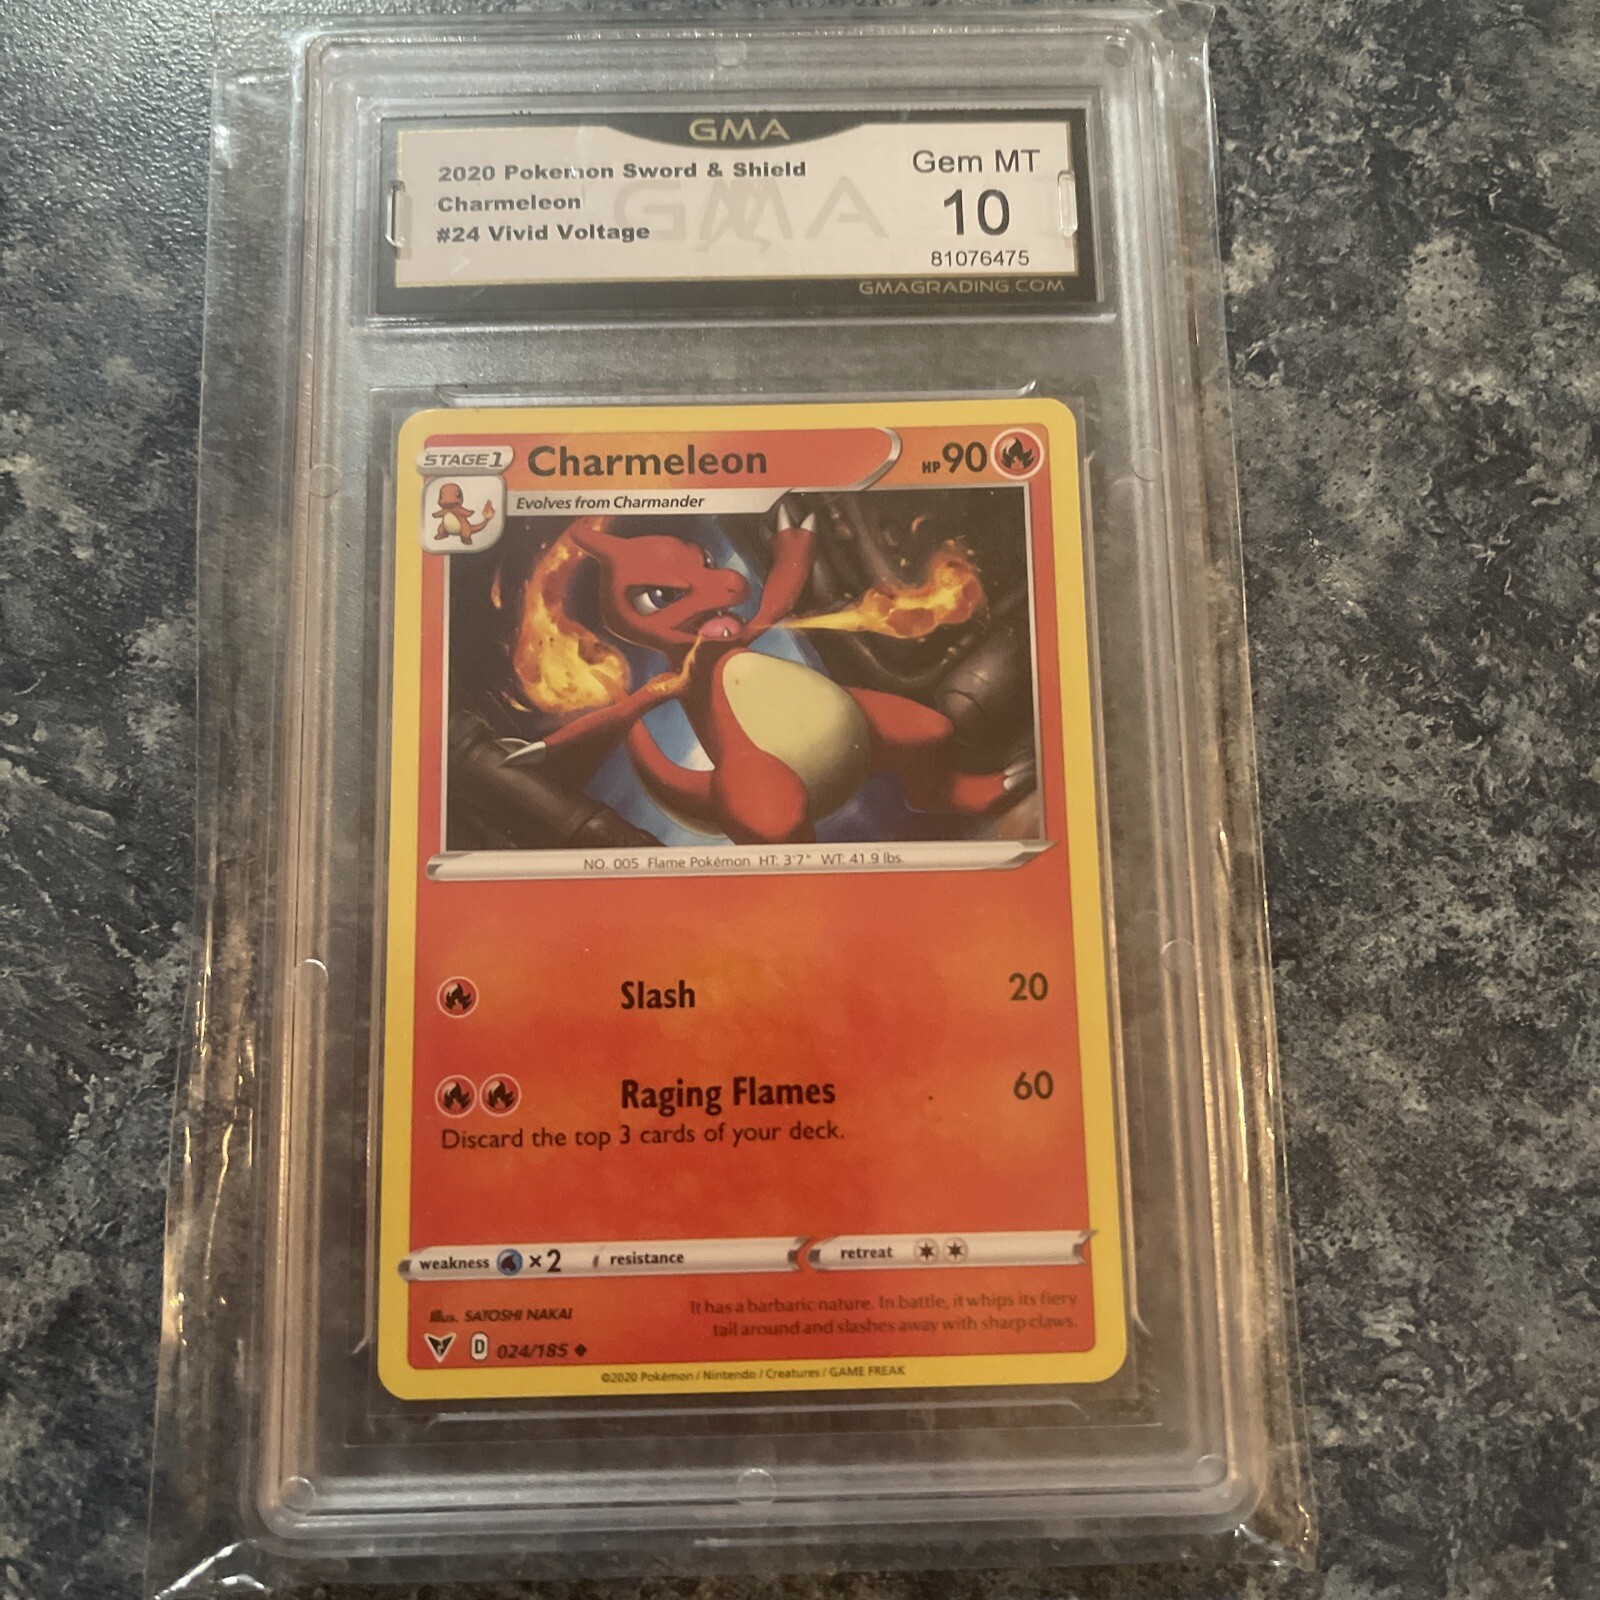 GMA
2020 Pokemon Sword & Shield
Charmeleon
#24 Vivid Voltage
Gem MT
10
81076475
GMAGRADING.COM
GMA
STAGE1 Charmeleon HP90
Evolves from Charmander
NO. 005 Flame Pokémon HT: 3'7" WT: 41.9 lbs.
Slash 20
Raging Flames 60
Discard the top 3 cards of your deck.
weakness ×2 resistance retreat
Illus. SATOSHI NAKAI
It has a barbaric nature. In battle, it whips its fiery
tail around and slashes away with sharp claws.
D 024/185
©2020 Pokémon / Nintendo / Creatures / GAME FREAK